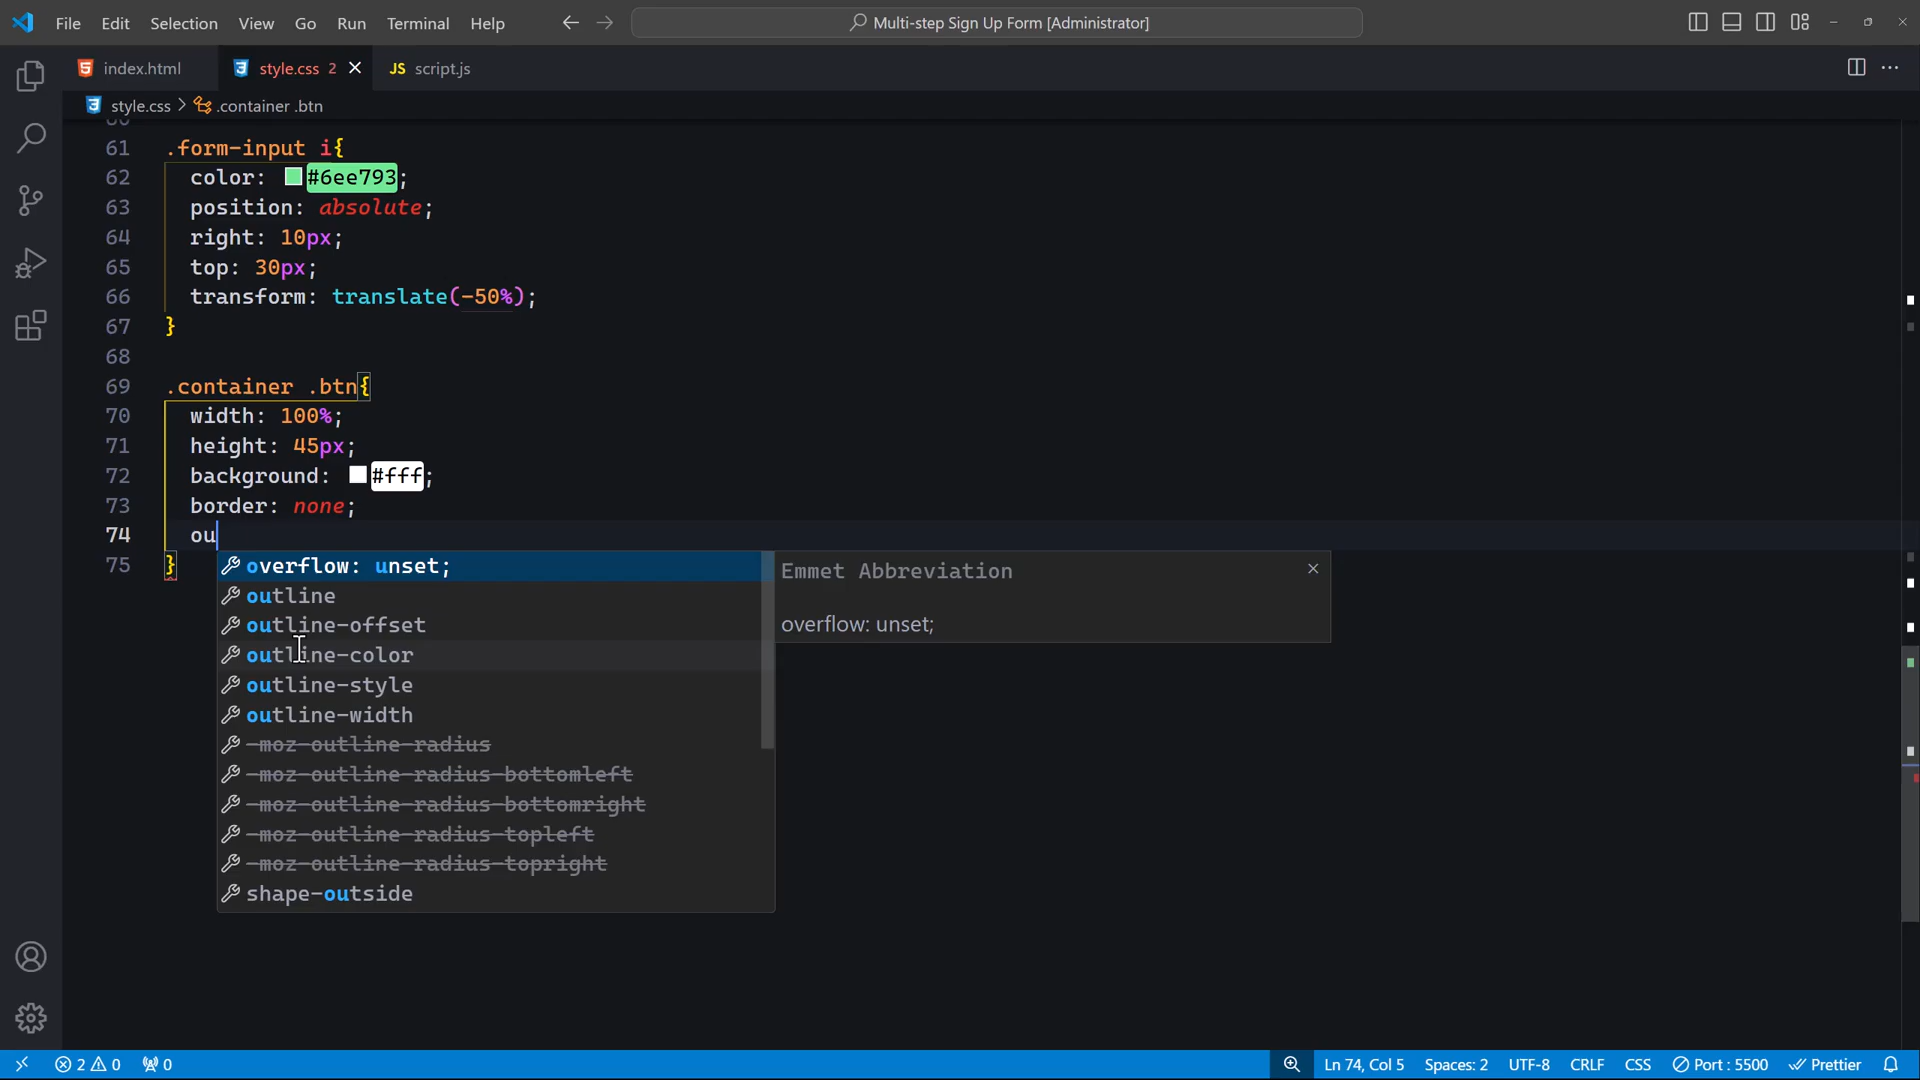 File Edit Selection View Go Run Terminal Help Multi-step Sign Up Form [Administrator]
index.html style.css 2 JS script.js
style.css > .container .btn
61 .form-input i{
62 color: #6ee793;
63 position: absolute;
64 right: 10px;
65 top: 30px;
66 transform: translate(-50%);
67 }
68
69 .container .btn{
70 width: 100%;
71 height: 45px;
72 background: #fff;
73 border: none;
74 ou
75 }
overflow: unset;
outline
outline-offset
outline-color
outline-style
outline-width
-moz-outline-radius
-moz-outline-radius-bottomleft
-moz-outline-radius-bottomright
-moz-outline-radius-topleft
-moz-outline-radius-topright
shape-outside
Emmet Abbreviation
overflow: unset;
2 0 0 Ln 74, Col 5 Spaces: 2 UTF-8 CRLF CSS Port : 5500 Prettier